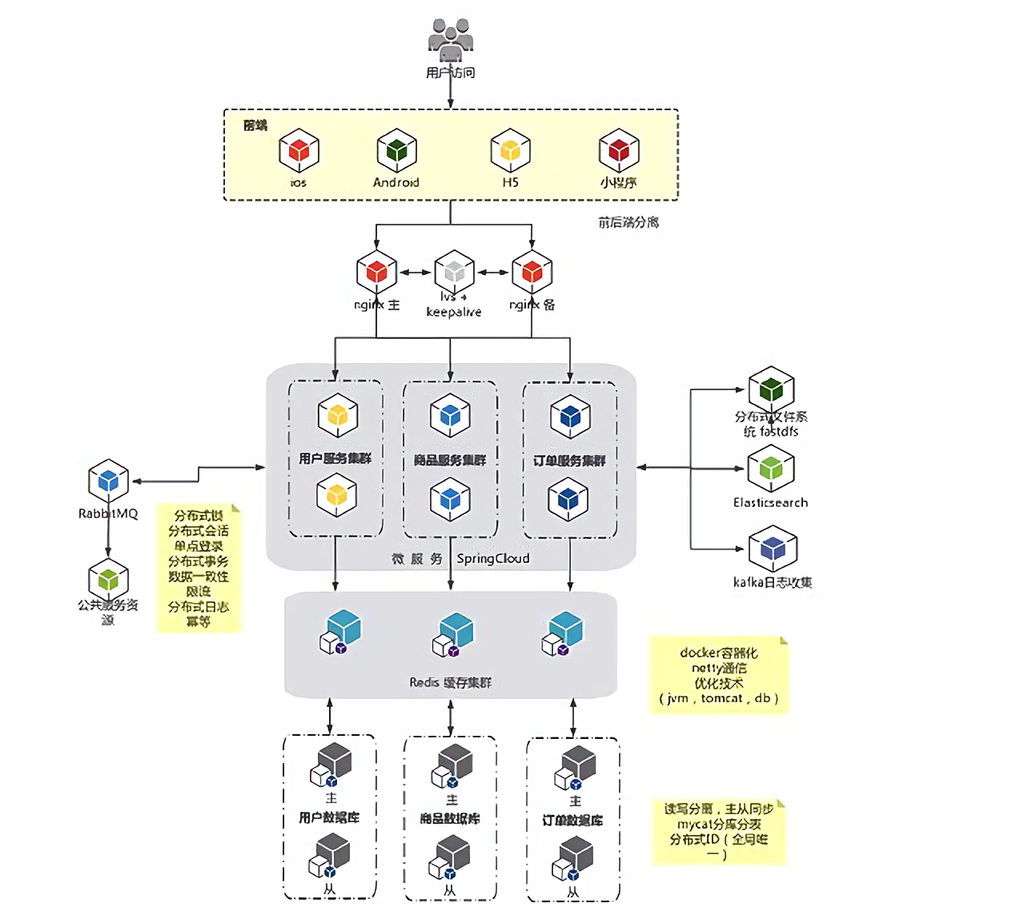 用户访问
前端
ios
Android
H5
小程序
前后端分离
nginx 主
lvs +
keepalive
nginx 备
用户服务集群
商品服务集群
订单服务集群
微 服 务 SpringCloud
RabbitMQ
公共服务资
源
分布式锁
分布式会话
单点登录
分布式事务
数据一致性
限流
分布式日志
幂等
分布式文件系
统 fastdfs
Elasticsearch
kafka日志收集
Redis 缓存集群
docker容器化
netty通信
优化技术
（jvm，tomcat，db）
主
用户数据库
从
主
商品数据库
从
主
订单数据库
从
读写分离，主从同步
mycat分库分表
分布式ID（全局唯
一）